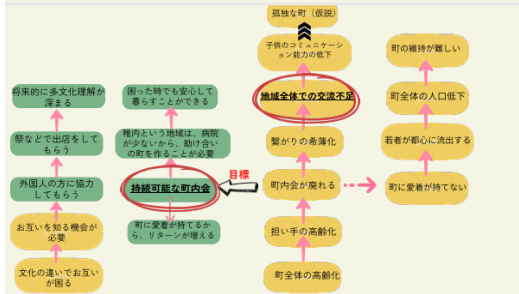 孤独な町（仮説）
子供のコミュニケーシ
ョン能力の低下
地域全体での交流不足
繋がりの希薄化
町内会が廃れる
担い手の高齢化
町全体の高齢化
町の維持が難しい
町全体の人口低下
若者が都心に流出する
町に愛着が持てない
困った時でも安心して
暮らすことができる
稚内という地域は、病院
が少ないから、助け合い
の町を作ることが必要
持続可能な町内会
目標
町に愛着が持てるか
ら、リターンが増える
将来的に多文化理解が
深まる
祭などで出店をして
もらう
外国人の方に協力
してもらう
お互いを知る機会が
必要
文化の違いでお互い
が困る